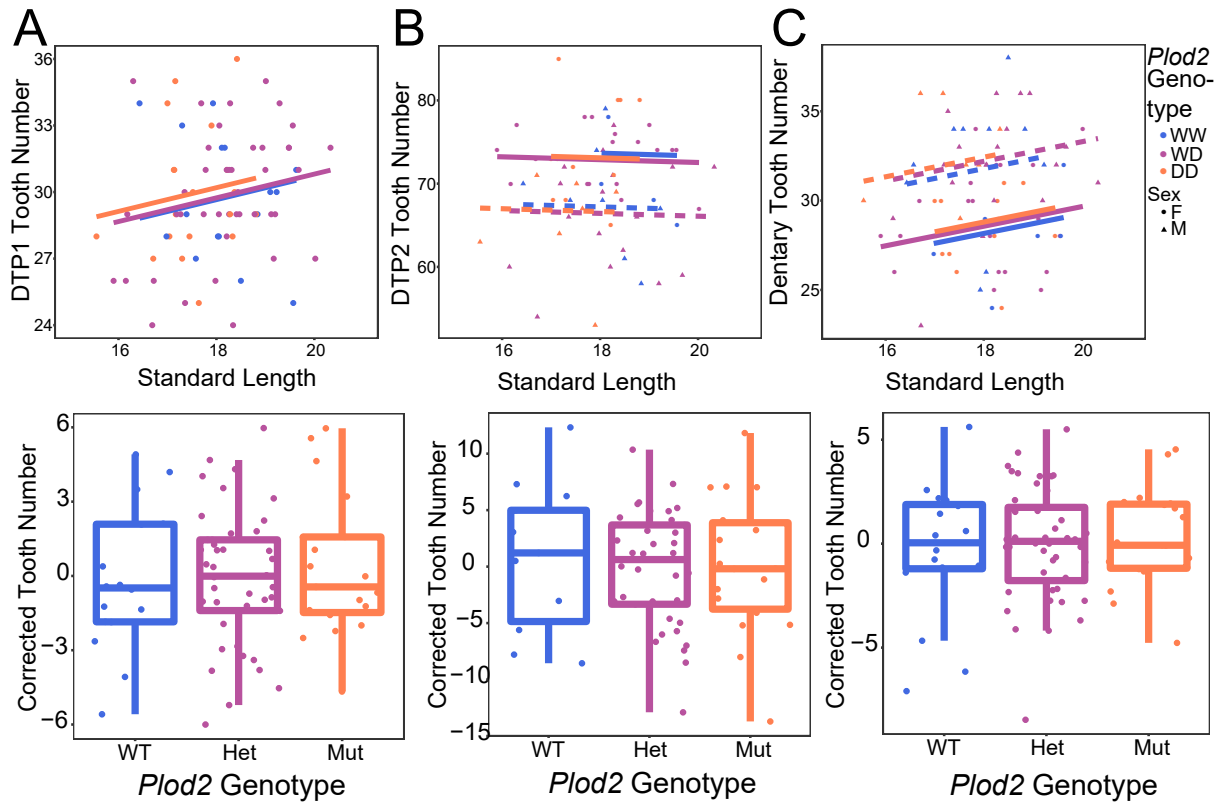 A
B
C
DTP1 Tooth Number
36
33
30
27
24
16
18
20
Standard Length
DTP2 Tooth Number
80
70
60
16
18
20
Standard Length
Dentary Tooth Number
35
30
25
16
18
20
Standard Length
Plod2
Geno-
type
WW
WD
DD
Sex
F
M
Corrected Tooth Number
6
3
0
−3
−6
WT
Het
Mut
Plod2 Genotype
Corrected Tooth Number
10
5
0
−5
−10
−15
WT
Het
Mut
Plod2 Genotype
Corrected Tooth Number
5
0
−5
WT
Het
Mut
Plod2 Genotype